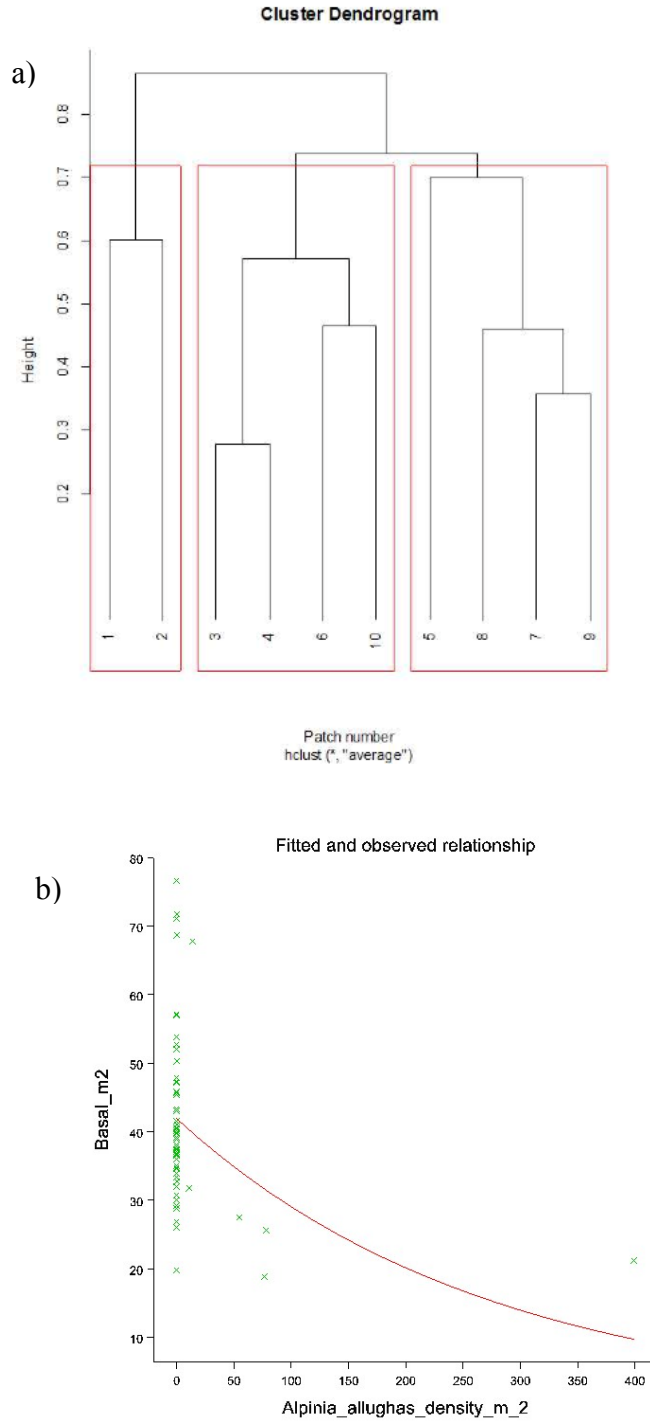 Cluster Dendrogram
a)
0.8
0.7
0.6
0.5
0.4
0.3
0.2
Height
1
2
3
4
6
10
5
8
7
9
Patch number
hclust (*, "average")
Fitted and observed relationship
b)
80
70
60
50
40
30
20
10
Basal_m2
0 50 100 150 200 250 300 350 400
Alpinia_allughas_density_m_2